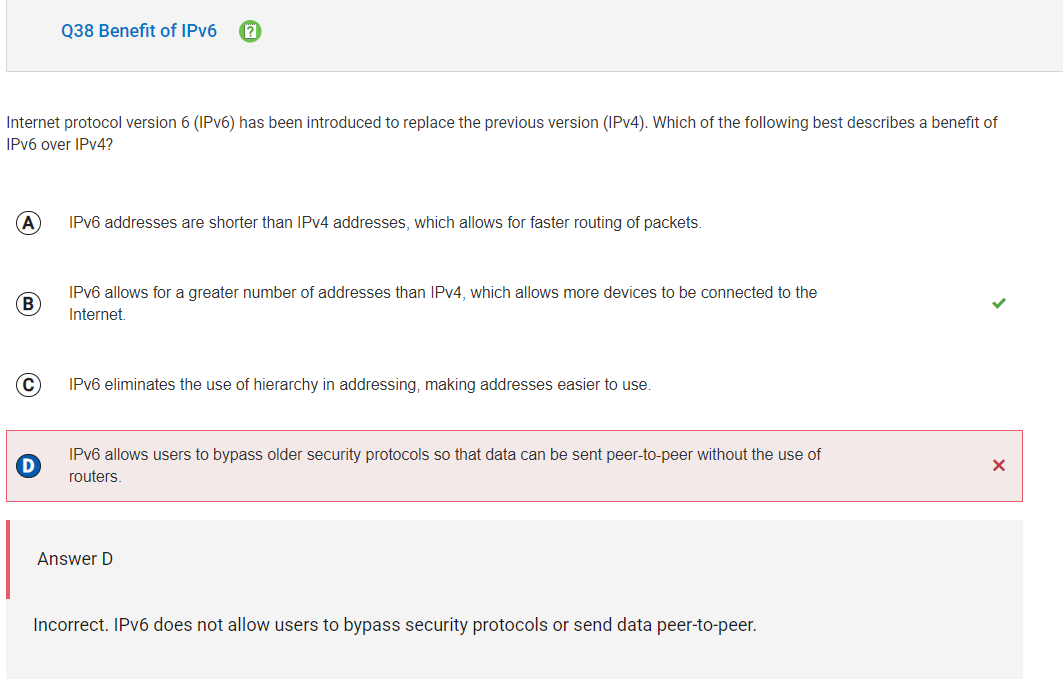 Q38 Benefit of IPv6
Internet protocol version 6 (IPv6) has been introduced to replace the previous version (IPv4). Which of the following best describes a benefit of
IPv6 over IPv4?
A IPv6 addresses are shorter than IPv4 addresses, which allows for faster routing of packets.
B IPv6 allows for a greater number of addresses than IPv4, which allows more devices to be connected to the
Internet.
C IPv6 eliminates the use of hierarchy in addressing, making addresses easier to use.
D IPv6 allows users to bypass older security protocols so that data can be sent peer-to-peer without the use of
routers.
Answer D
Incorrect. IPv6 does not allow users to bypass security protocols or send data peer-to-peer.